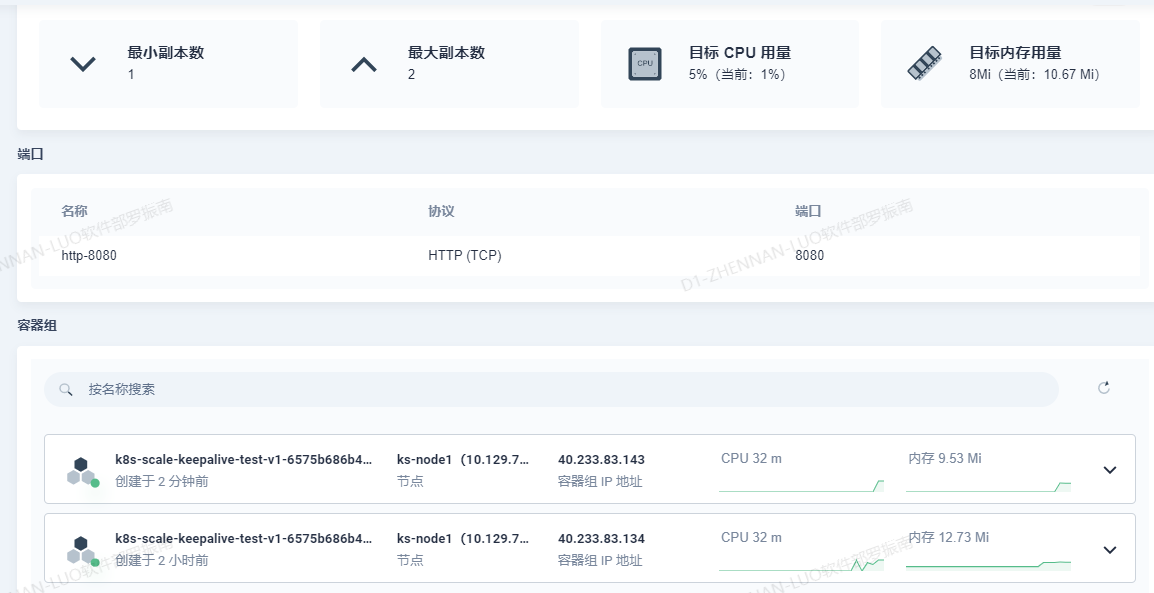 最小副本数
1
最大副本数
2
CPU
目标 CPU 用量
5%（当前：1%）
目标内存用量
8Mi（当前：10.67 Mi）
端口
名称
协议
端口
http-8080
HTTP (TCP)
8080
NNAN-LUO软件部罗振南
D1-ZHENNAN-LUO软件部罗振南
容器组
按名称搜索
k8s-scale-keepalive-test-v1-6575b686b4...
创建于 2 分钟前
ks-node1（10.129.7...
节点
40.233.83.143
容器组 IP 地址
CPU 32 m
内存 9.53 Mi
k8s-scale-keepalive-test-v1-6575b686b4...
创建于 2 小时前
ks-node1（10.129.7...
节点
40.233.83.134
容器组 IP 地址
CPU 32 m
内存 12.73 Mi
NAN-LUO软件部罗振南
NNAN-LUO软件部罗振南